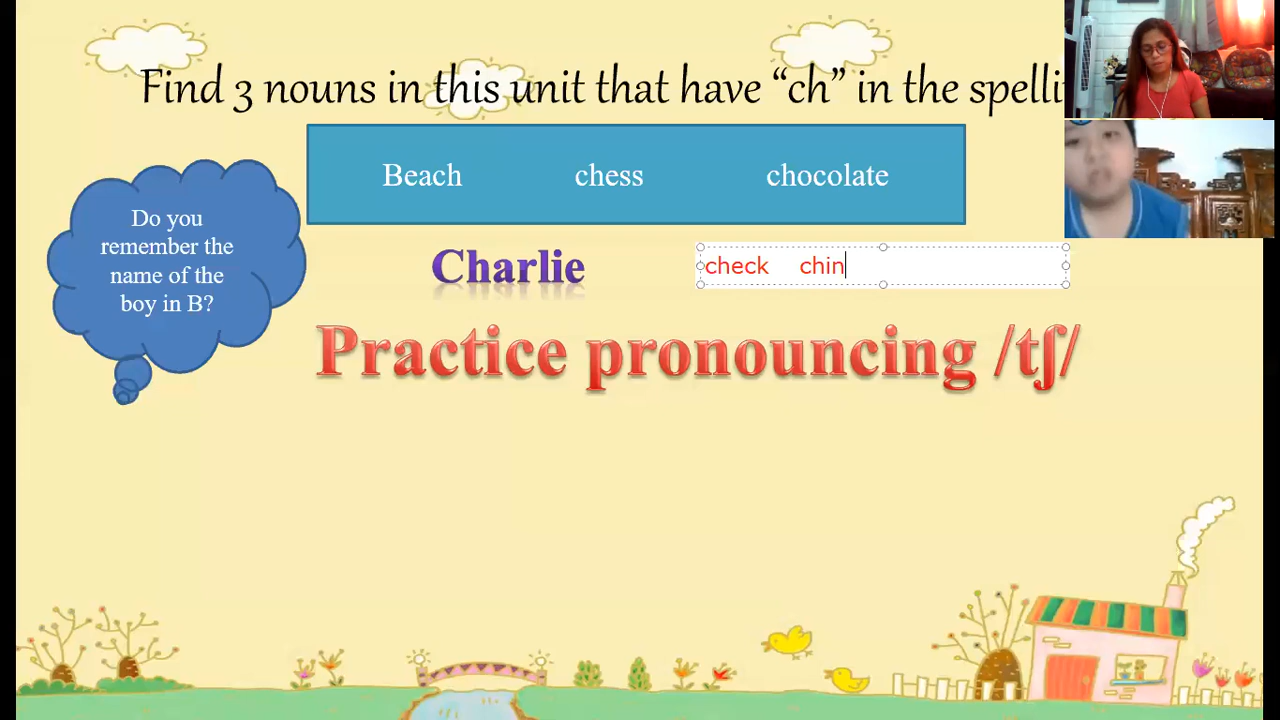 Find 3 nouns in this unit that have “ch” in the spelli
Beach chess chocolate
Do you
remember the
name of the
boy in B?
Charlie
check chin
Practice pronouncing /tʃ/